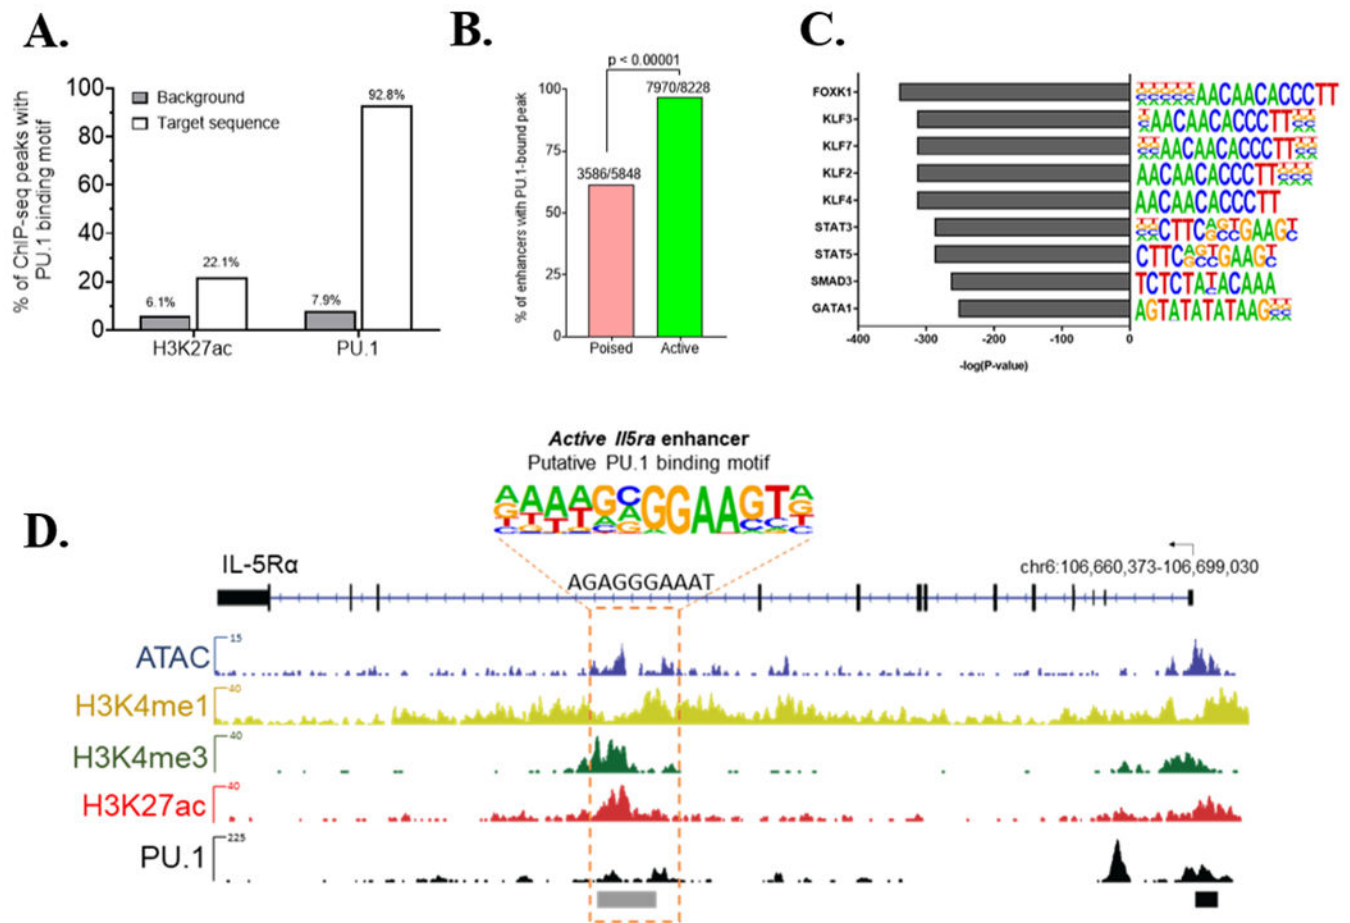 A.
% of ChIP-seq peaks with
PU.1 binding motif
100
80
60
40
20
0
Background
Target sequence
6.1%
22.1%
7.9%
92.8%
H3K27ac
PU.1
B.
% of enhancers with PU.1-bound peak
p < 0.00001
100
75
50
25
0
3586/5848
7970/8228
Poised
Active
C.
FOXK1
AACAACACCCTT
KLF3
AACAACACCCTT
KLF7
AACAACACCCTT
KLF2
AACAACACCCTT
KLF4
AACAACACCCTT
STAT3
CTTC GAAG
STAT5
CTTC GAAG
SMAD3
TCTCTA ACAAA
GATA1
AGTATATATAAG
-400
-300
-200
-100
0
-log(P-value)
D.
Active Il5ra enhancer
Putative PU.1 binding motif
AAAAGCGGAAGTA
AGAGGGAAAT
IL-5Rα
chr6:106,660,373-106,699,030
ATAC
15
H3K4me1
40
H3K4me3
40
H3K27ac
40
PU.1
225